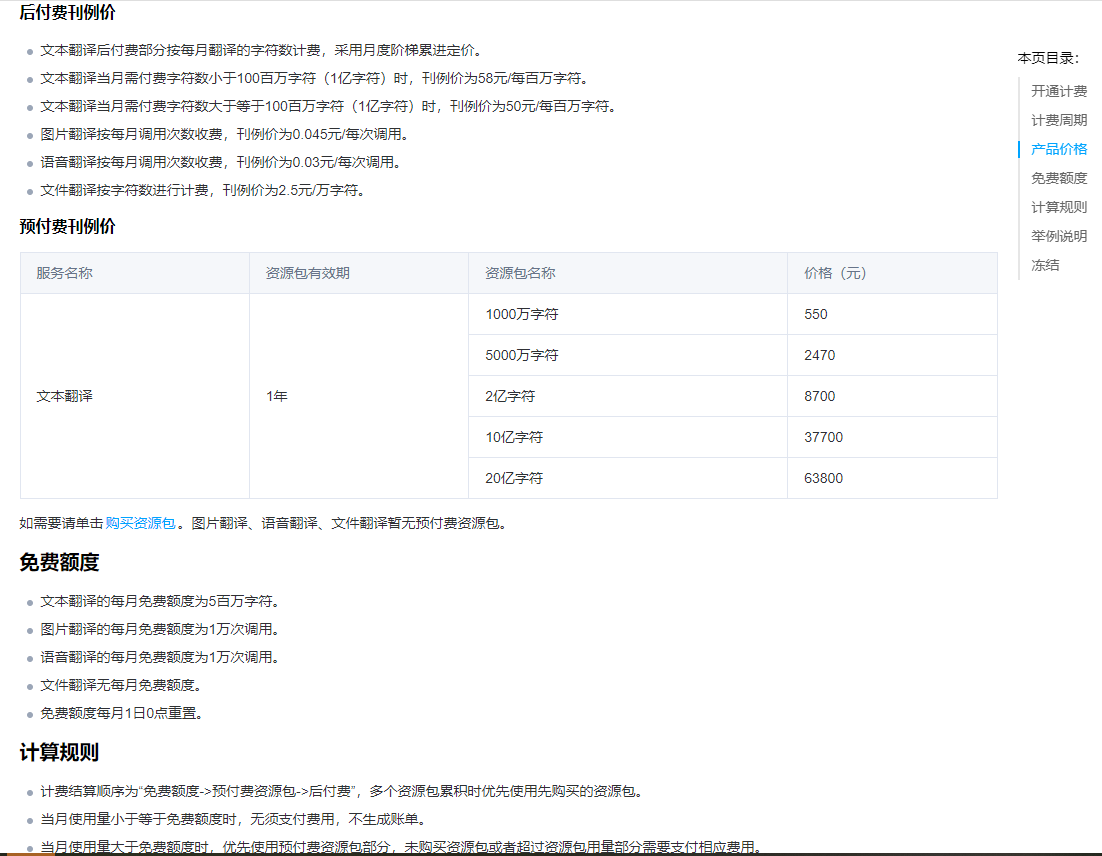 后付费刊例价
文本翻译后付费部分按每月翻译的字符数计费，采用月度阶梯累进定价。
文本翻译当月需付费字符数小于100百万字符（1亿字符）时，刊例价为58元/每百万字符。
文本翻译当月需付费字符数大于等于100百万字符（1亿字符）时，刊例价为50元/每百万字符。
图片翻译按每月调用次数收费，刊例价为0.045元/每次调用。
语音翻译按每月调用次数收费，刊例价为0.03元/每次调用。
文件翻译按字符数进行计费，刊例价为2.5元/万字符。
预付费刊例价
服务名称 资源包有效期 资源包名称 价格（元）
1000万字符 550
5000万字符 2470
文本翻译 1年 2亿字符 8700
10亿字符 37700
20亿字符 63800
如需要请单击购买资源包。图片翻译、语音翻译、文件翻译暂无预付费资源包。
免费额度
文本翻译的每月免费额度为5百万字符。
图片翻译的每月免费额度为1万次调用。
语音翻译的每月免费额度为1万次调用。
文件翻译无每月免费额度。
免费额度每月1日0点重置。
计算规则
计费结算顺序为“免费额度->预付费资源包->后付费”，多个资源包累积时优先使用先购买的资源包。
当月使用量小于等于免费额度时，无须支付费用，不生成账单。
当月使用量大于免费额度时，优先使用预付费资源包部分，未购买资源包或者超过资源包用量部分需要支付相应费用。
本页目录：
开通计费
计费周期
产品价格
免费额度
计算规则
举例说明
冻结